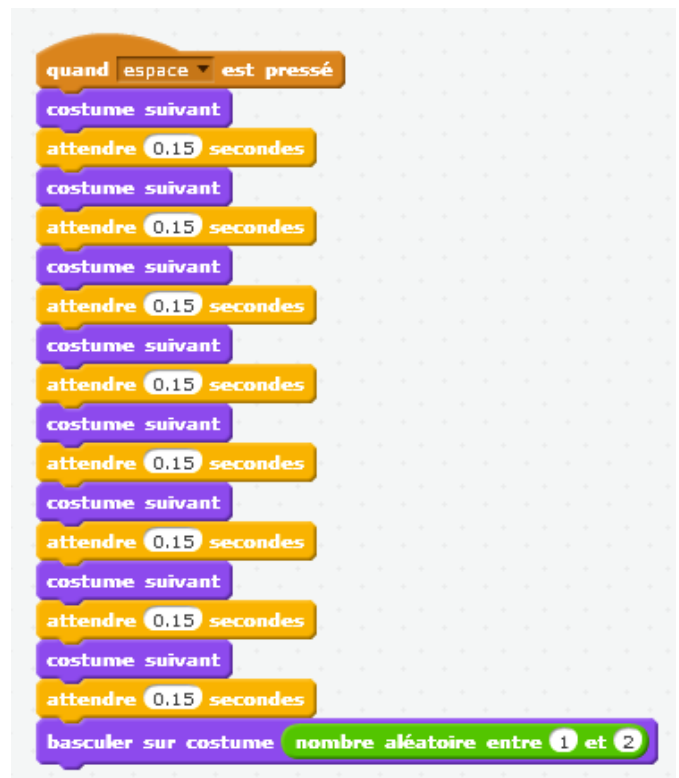 quand espace est pressé
costume suivant
attendre 0.15 secondes
costume suivant
attendre 0.15 secondes
costume suivant
attendre 0.15 secondes
costume suivant
attendre 0.15 secondes
costume suivant
attendre 0.15 secondes
costume suivant
attendre 0.15 secondes
costume suivant
attendre 0.15 secondes
costume suivant
attendre 0.15 secondes
basculer sur costume nombre aléatoire entre 1 et 2